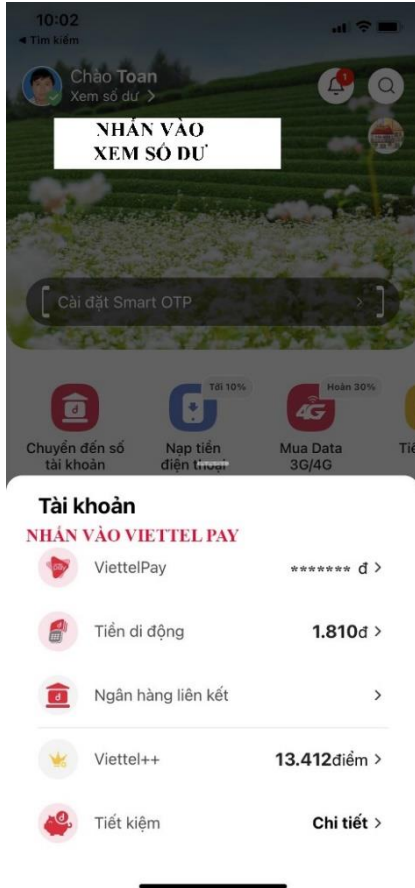 10:02
◄ Tìm kiếm
Chào Toan
Xem số dư >
1
NHẤN VÀO
XEM SỐ DƯ
Cài đặt Smart OTP >
Tới 10%
Hoàn 30%
4G
Chuyển đến số
tài khoản
Nạp tiền
điện thoại
Mua Data
3G/4G
Tiế
Tài khoản
NHẤN VÀO VIETTEL PAY
ViettelPay ******* đ >
Tiền di động 1.810đ >
Ngân hàng liên kết >
Viettel++ 13.412điểm >
Tiết kiệm Chi tiết >